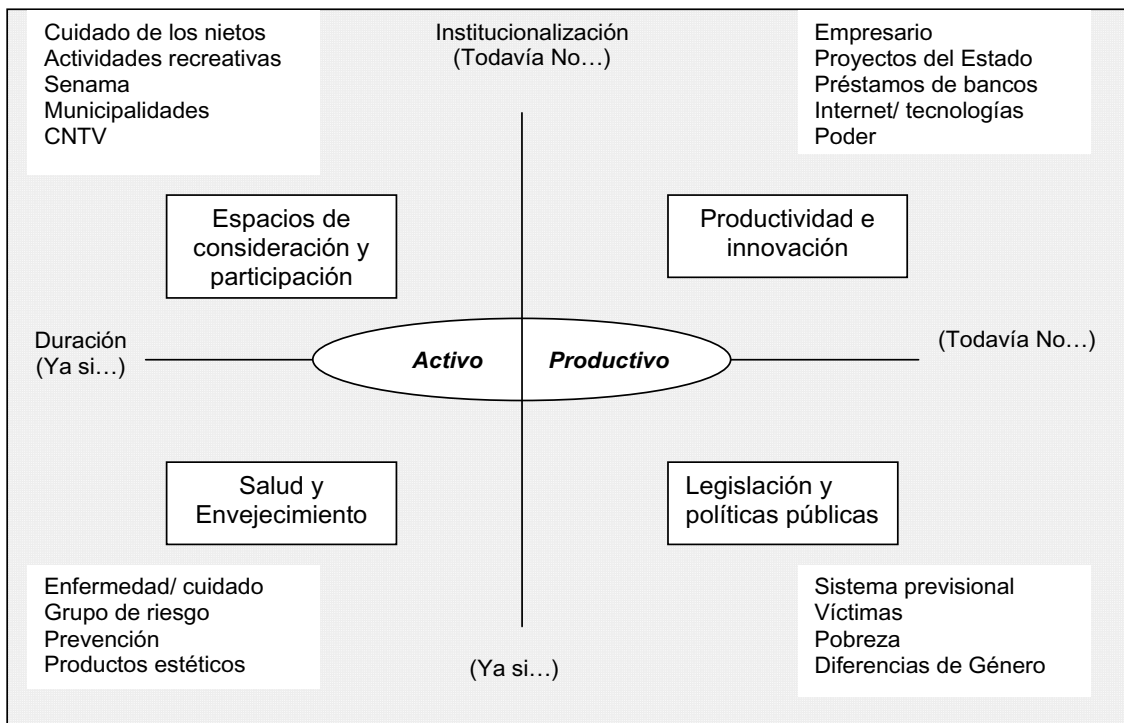 Cuidado de los nietos
Actividades recreativas
Senama
Municipalidades
CNTV
Institucionalización
(Todavía No…)
Empresario
Proyectos del Estado
Préstamos de bancos
Internet/ tecnologías
Poder
Espacios de
consideración y
participación
Productividad e
innovación
Duración
(Ya si…)
Activo
Productivo
(Todavía No…)
Salud y
Envejecimiento
Legislación y
políticas públicas
Enfermedad/ cuidado
Grupo de riesgo
Prevención
Productos estéticos
(Ya si…)
Sistema previsional
Víctimas
Pobreza
Diferencias de Género